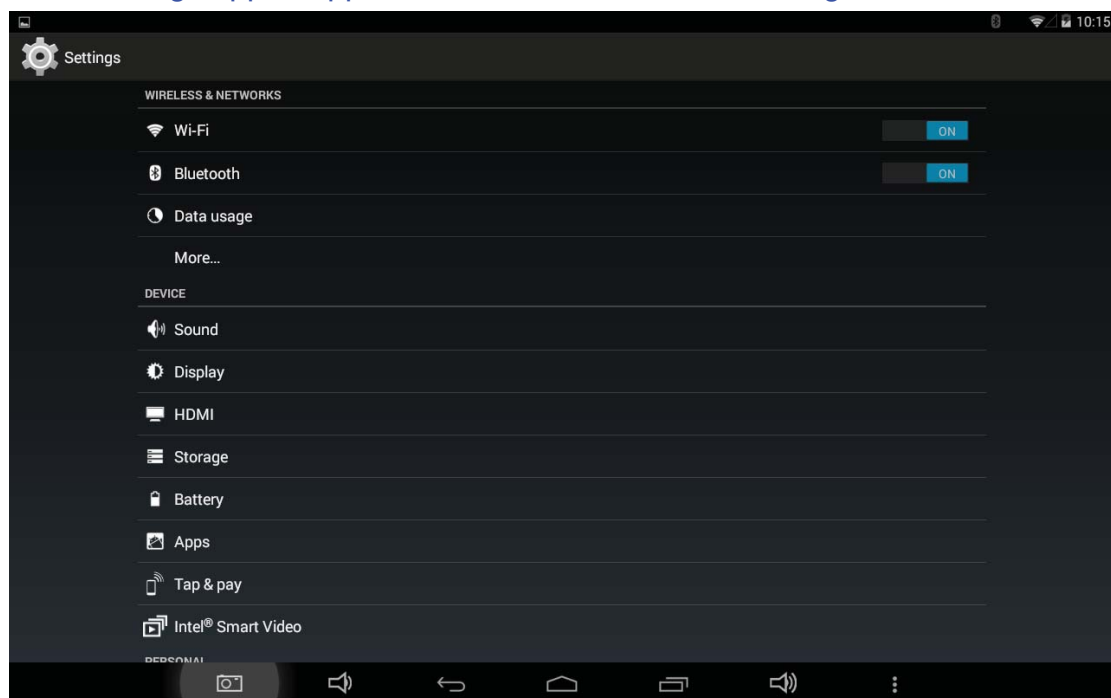 10:15
Settings
WIRELESS & NETWORKS
Wi-Fi
ON
Bluetooth
ON
Data usage
More...
DEVICE
Sound
Display
HDMI
Storage
Battery
Apps
Tap & pay
Intel® Smart Video
PERSONAL